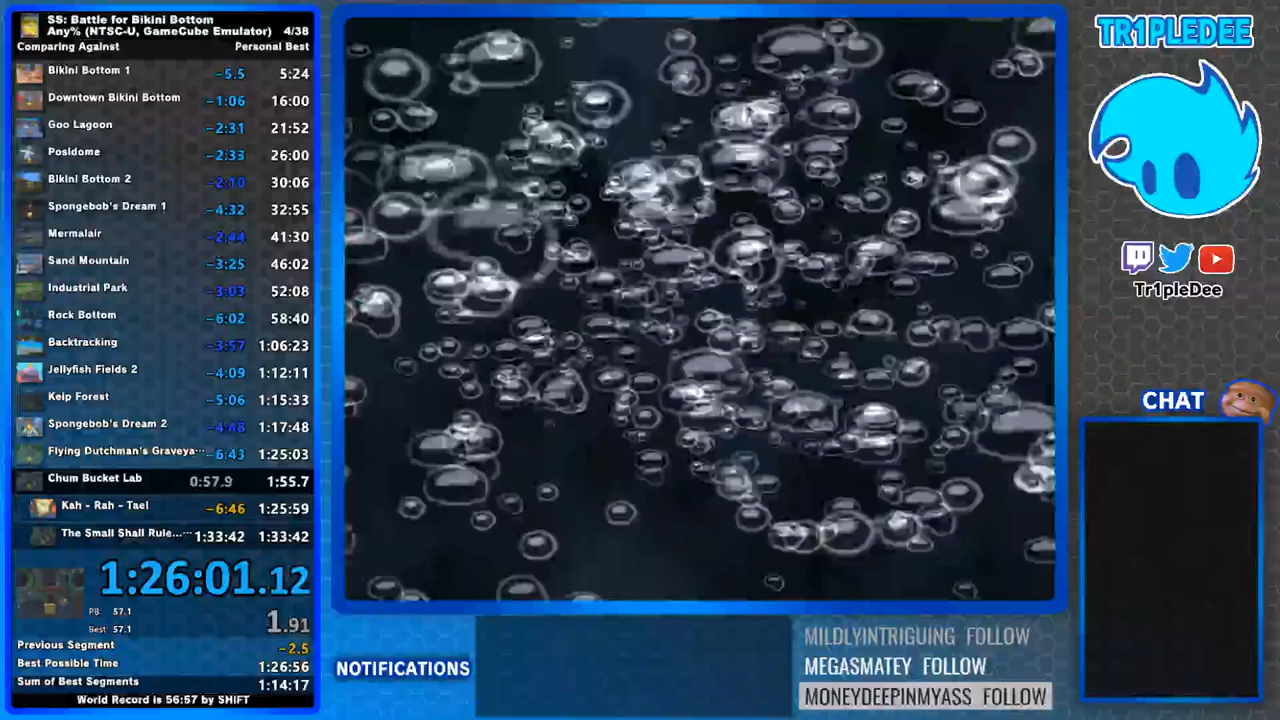 SS: Battle for Bikini Bottom
Any% (NTSC-U, GameCube Emulator) 4/38
Comparing Against Personal Best
Bikini Bottom 1 -5.5 5:24
Downtown Bikini Bottom -1:06 16:00
Goo Lagoon -2:31 21:52
Posidome -2:33 26:00
Bikini Bottom 2 -2:10 30:06
Spongebob's Dream 1 -4:32 32:55
Mermalair -2:44 41:30
Sand Mountain -3:25 46:02
Industrial Park -3:03 52:08
Rock Bottom -6:02 58:40
Backtracking -3:57 1:06:23
Jellyfish Fields 2 -4:09 1:12:11
Kelp Forest -5:06 1:15:33
Spongebob's Dream 2 -4:48 1:17:48
Flying Dutchman's Graveya... -6:43 1:25:03
Chum Bucket Lab 0:57.9 1:55.7
Kah - Rah - Tae! -6:46 1:25:59
The Small Shall Rule... ... 1:33:42 1:33:42
1:26:01.12
PB: 57.1
Best: 57.1
1.91
Previous Segment -2.5
Best Possible Time 1:26:56
Sum of Best Segments 1:14:17
World Record is 56:57 by SHiFT
TR1PLEDEE
Tr1pleDee
CHAT
NOTIFICATIONS
MILDLYINTRIGUING FOLLOW
MEGASMATEY FOLLOW
MONEYDEEPINMYASS FOLLOW